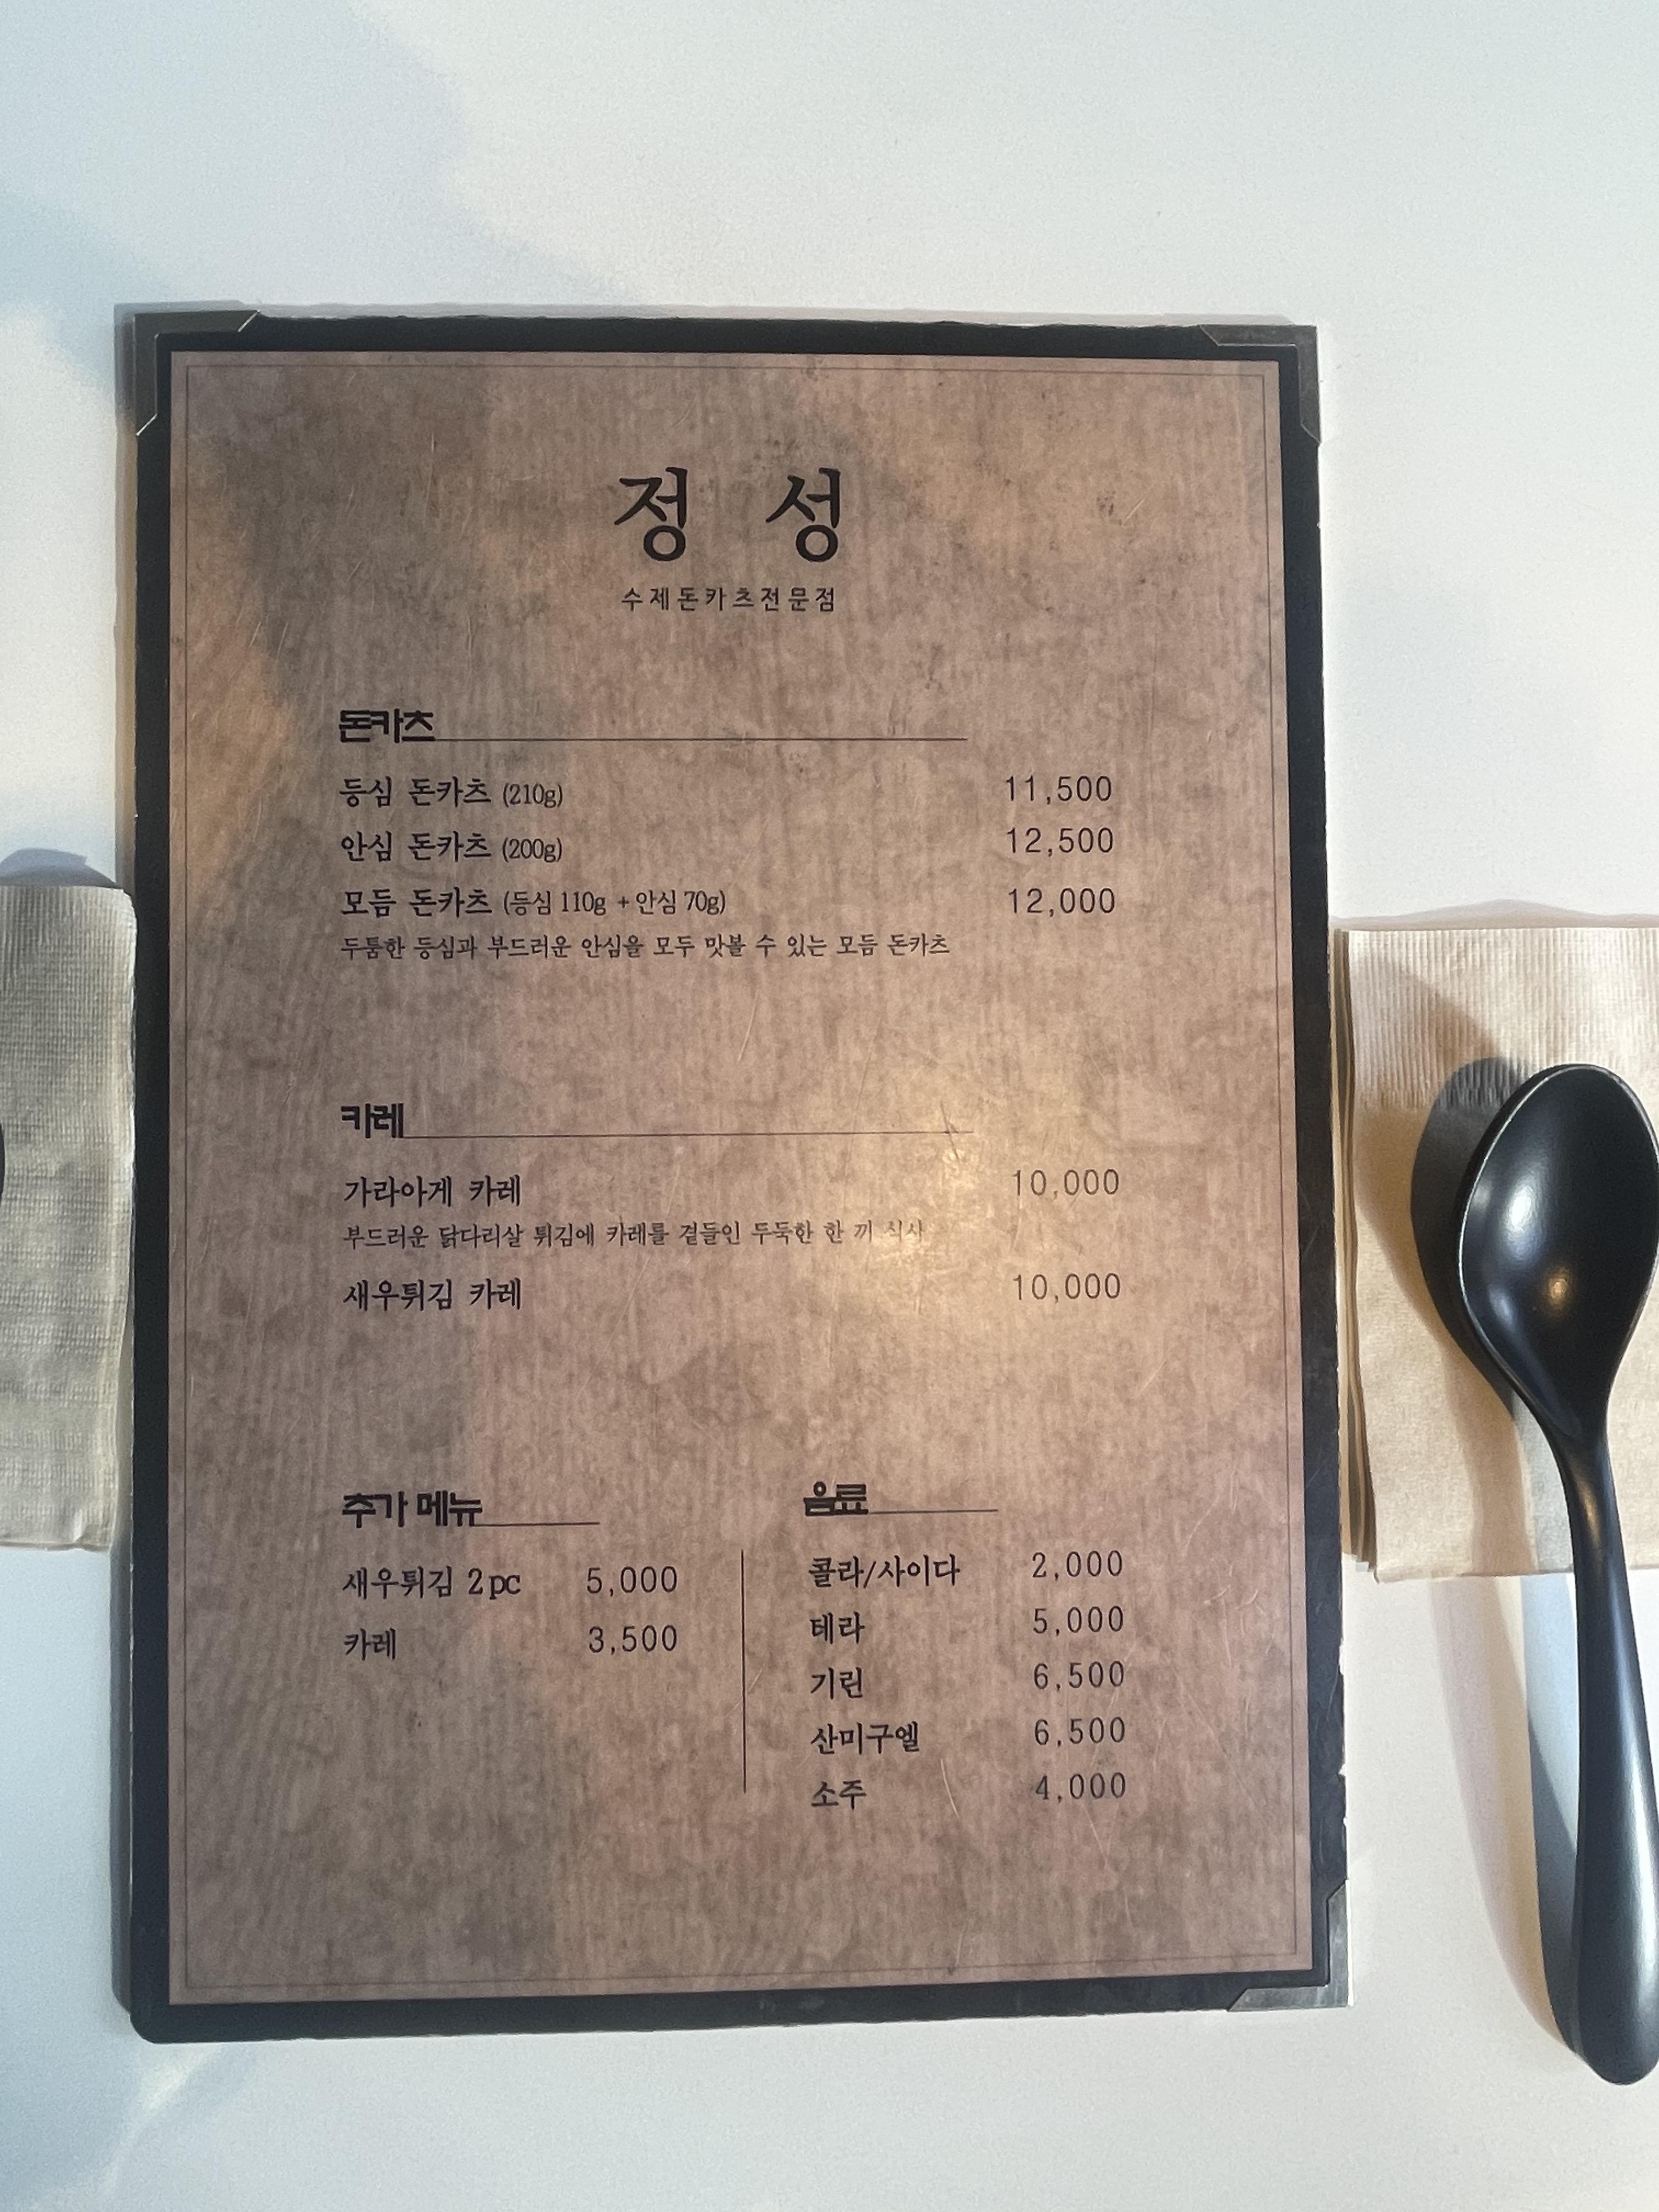 정 성
수제돈카츠전문점
돈카츠
등심 돈카츠 (210g) 11,500
안심 돈카츠 (200g) 12,500
모듬 돈카츠 (등심 110g + 안심 70g) 12,000
두툼한 등심과 부드러운 안심을 모두 맛볼 수 있는 모듬 돈카츠
카레
가라아게 카레 10,000
부드러운 닭다리살 튀김에 카래를 곁들인 두둑한 한 끼 식사
새우튀김 카레 10,000
추가 메뉴
새우튀김 2pc 5,000
카레 3,500
음료
콜라/사이다 2,000
테라 5,000
기린 6,500
산미구엘 6,500
소주 4,000